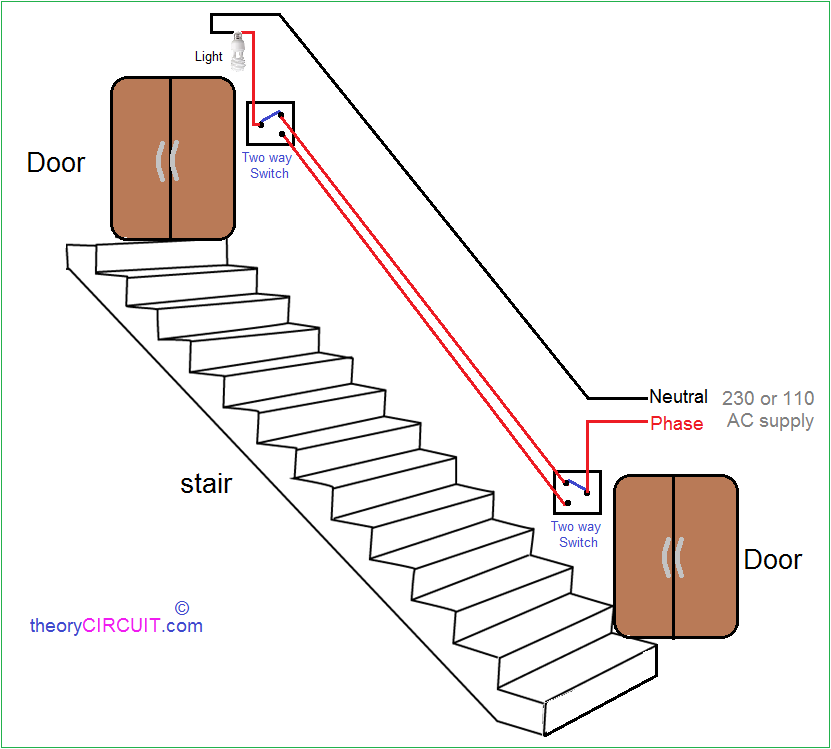 Light
Door
Two way
Switch
Neutral
230 or 110
Phase
AC supply
stair
Two way
Switch
Door
©
theoryCIRCUIT.com